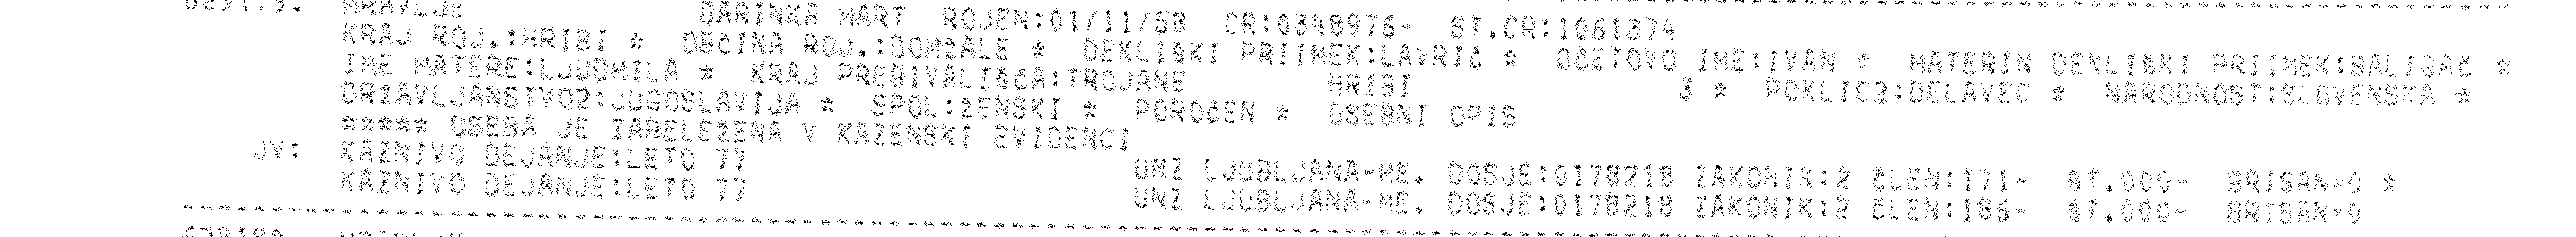 629179. MRAVLJE DARINKA MART ROJEN:01/11/58 CR:0348976- ST.CR:1061374
KRAJ ROJ.:HRIBI * OBČINA ROJ.:DOMŽALE * DEKLIŠKI PRIIMEK:LAVRIČ * OČETOVO IME:IVAN * MATERIN DEKLIŠKI PRIIMEK:BALIGAČ *
IME MATERE:LJUDMILA * KRAJ PREBIVALIŠČA:TROJANE HRIBI 3 * POKLIC2:DELAVEC * NARODNOST:SLOVENSKA *
DRŽAVLJANSTVO2:JUGOSLAVIJA * SPOL:ŽENSKI * POROČEN * OSEBNI OPIS
***** OSEBA JE ZABELEŽENA V KAZENSKI EVIDENCI
JV: KAZNIVO DEJANJE:LETO 77 UNZ LJUBLJANA-ME. DOSJE:0178218 ZAKONIK:2 ČLEN:171- ŠT.000- BRISAN=0 *
KAZNIVO DEJANJE:LETO 77 UNZ LJUBLJANA-ME. DOSJE:0178218 ZAKONIK:2 ČLEN:186- ŠT.000- BRISAN=0